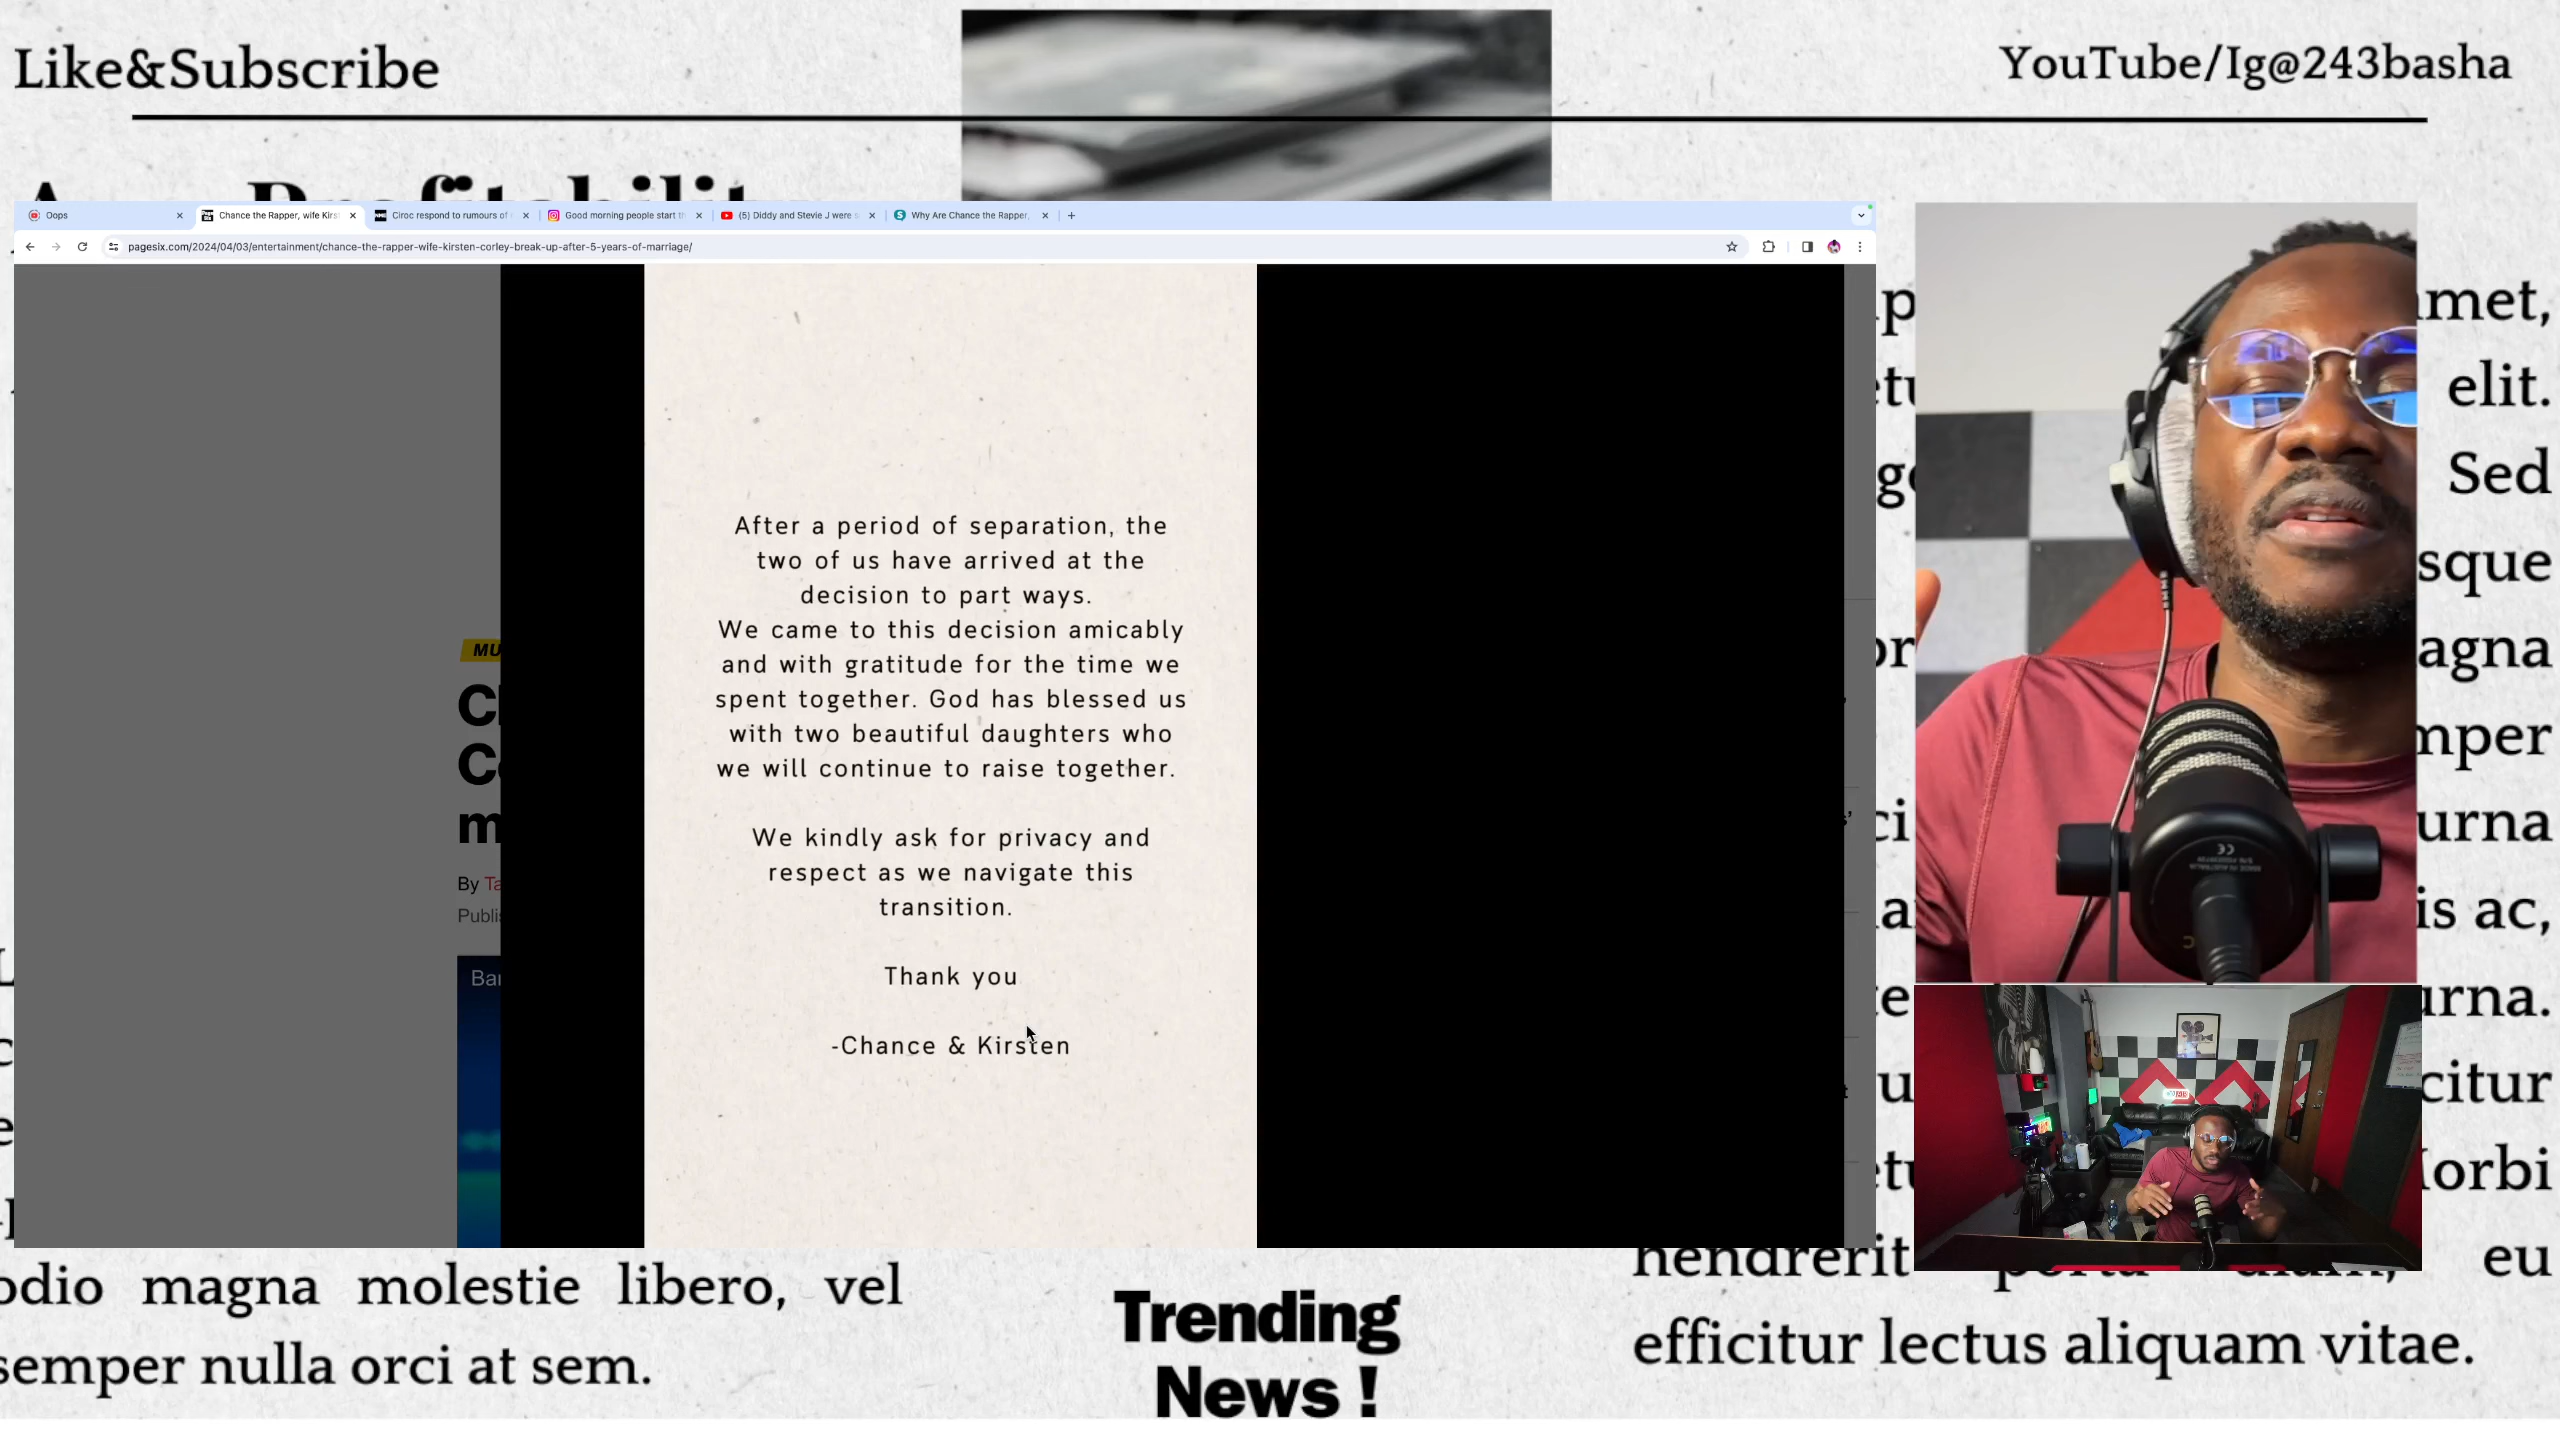 Like&Subscribe
YouTube/Ig@243basha
Oops
Chance the Rapper, wife Kirs
Ciroc respond to rumours of
Good morning people start th
(5) Diddy and Stevie J were s
Why Are Chance the Rapper,
pagesix.com/2024/04/03/entertainment/chance-the-rapper-wife-kirsten-corley-break-up-after-5-years-of-marriage/
After a period of separation, the
two of us have arrived at the
decision to part ways.
We came to this decision amicably
and with gratitude for the time we
spent together. God has blessed us
with two beautiful daughters who
we will continue to raise together.
We kindly ask for privacy and
respect as we navigate this
transition.
Thank you
-Chance & Kirsten
MU
C
C
m
By Ta
Publis
Bar
met,
elit.
Sed
sque
agna
mper
urna
is ac,
urna.
citur
orbi
hendrerit eu
efficitur lectus aliquam vitae.
odio magna molestie libero, vel
semper nulla orci at sem.
Trending
News !